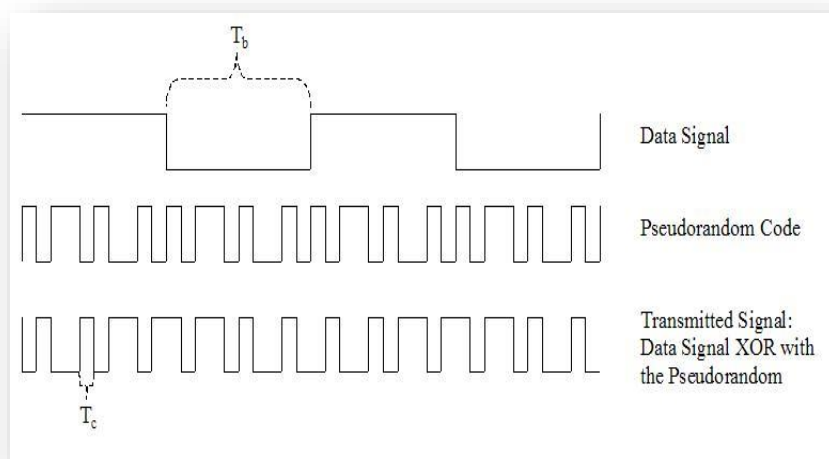 T_b
Data Signal
Pseudorandom Code
Transmitted Signal:
Data Signal XOR with
the Pseudorandom
T_c